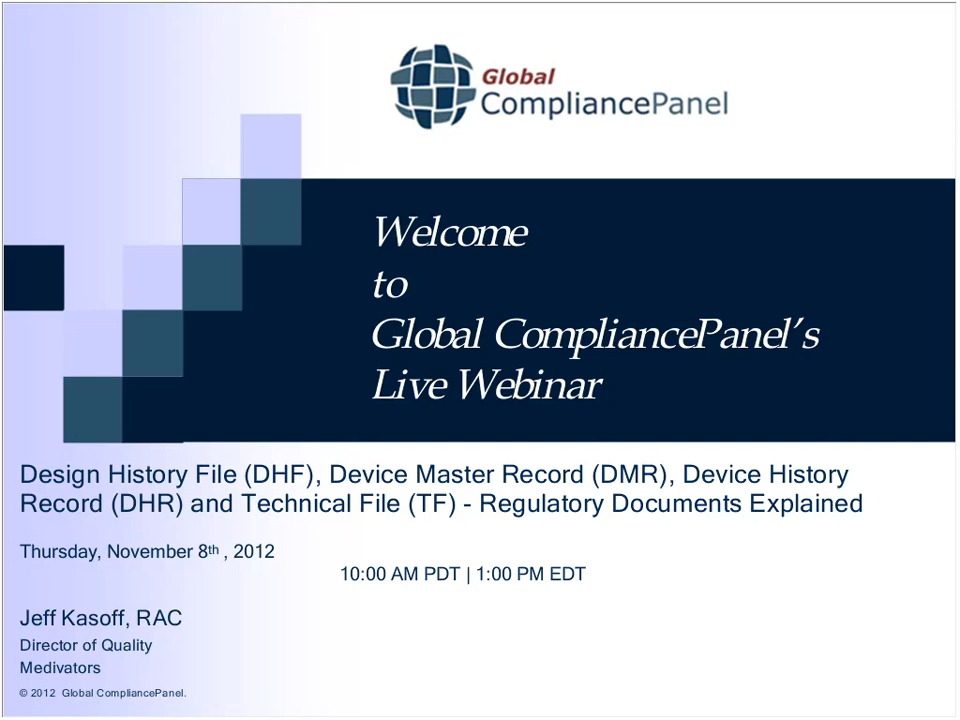 Global
CompliancePanel
Welcome
to
Global CompliancePanel’s
Live Webinar
Design History File (DHF), Device Master Record (DMR), Device History
Record (DHR) and Technical File (TF) - Regulatory Documents Explained
Thursday, November 8th , 2012
10:00 AM PDT | 1:00 PM EDT
Jeff Kasoff, RAC
Director of Quality
Medivators
© 2012 Global CompliancePanel.